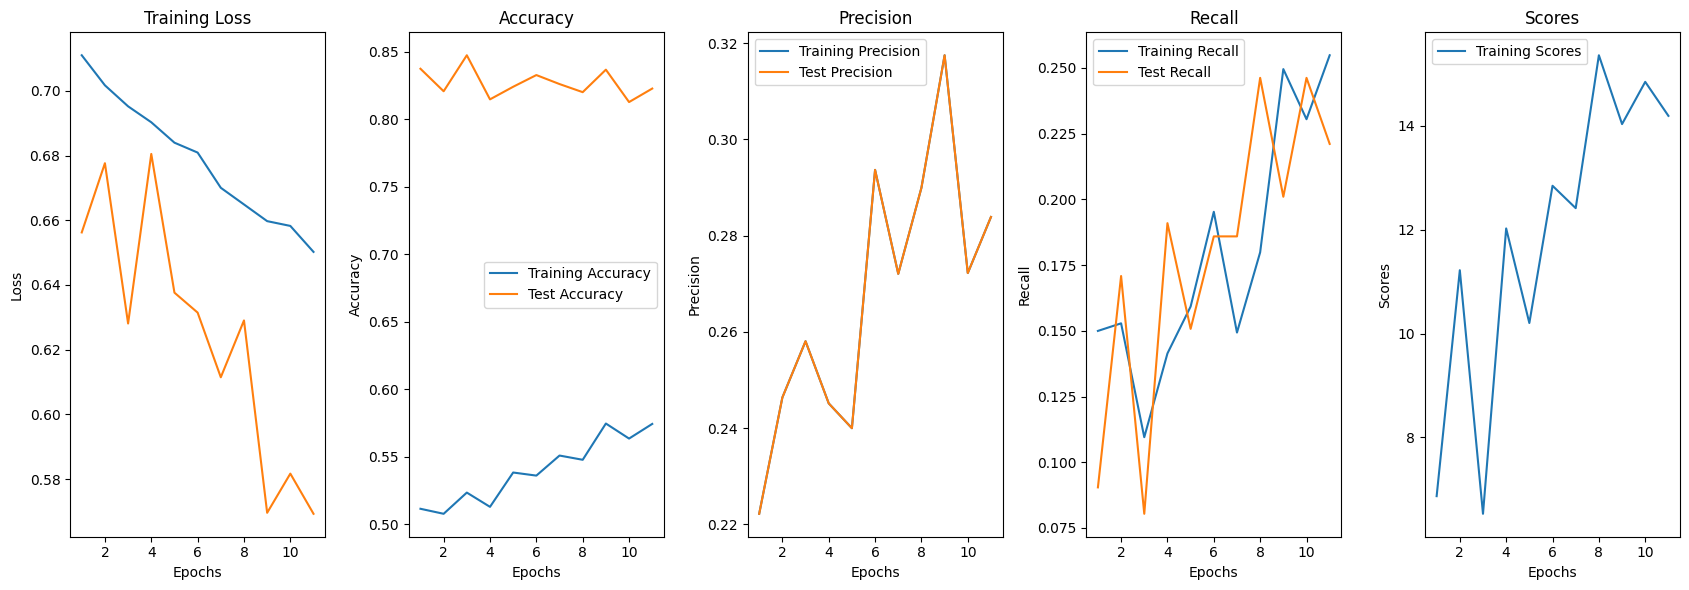 Training Loss
Loss
0.70
0.68
0.66
0.64
0.62
0.60
0.58
2 4 6 8 10
Epochs
Accuracy
Accuracy
0.85
0.80
0.75
0.70
0.65
0.60
0.55
0.50
Training Accuracy
Test Accuracy
2 4 6 8 10
Epochs
Precision
Precision
0.32
0.30
0.28
0.26
0.24
0.22
Training Precision
Test Precision
2 4 6 8 10
Epochs
Recall
Recall
0.250
0.225
0.200
0.175
0.150
0.125
0.100
0.075
Training Recall
Test Recall
2 4 6 8 10
Epochs
Scores
Scores
14
12
10
8
Training Scores
2 4 6 8 10
Epochs